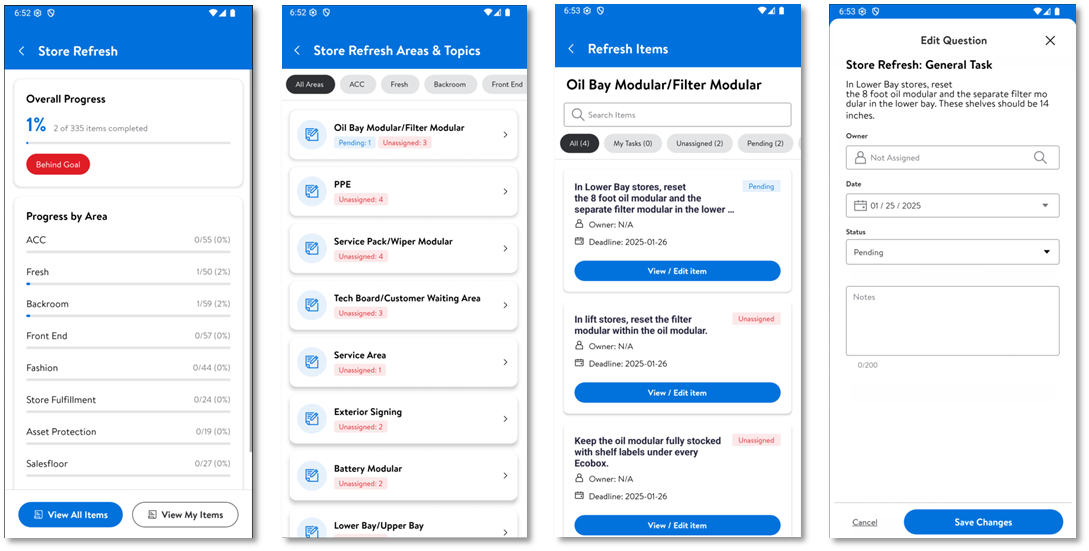 6:52
Store Refresh
Overall Progress
1% 2 of 335 items completed
Behind Goal
Progress by Area
ACC 0/55 (0%)
Fresh 1/50 (2%)
Backroom 1/59 (2%)
Front End 0/57 (0%)
Fashion 0/44 (0%)
Store Fulfillment 0/24 (0%)
Asset Protection 0/19 (0%)
Salesfloor 0/27 (0%)
View All Items View My Items
6:52
Store Refresh Areas & Topics
All Areas ACC Fresh Backroom Front End
Oil Bay Modular/Filter Modular
Pending: 1 Unassigned: 3
PPE
Unassigned: 4
Service Pack/Wiper Modular
Unassigned: 4
Tech Board/Customer Waiting Area
Unassigned: 3
Service Area
Unassigned: 1
Exterior Signing
Unassigned: 2
Battery Modular
Unassigned: 2
Lower Bay/Upper Bay
6:53
Refresh Items
Oil Bay Modular/Filter Modular
Search Items
All (4) My Tasks (0) Unassigned (2) Pending (2)
In Lower Bay stores, reset Pending
the 8 foot oil modular and the
separate filter modular in the lower ...
Owner: N/A
Deadline: 2025-01-26
View / Edit item
In lift stores, reset the filter Unassigned
modular within the oil modular.
Owner: N/A
Deadline: 2025-01-26
View / Edit item
Keep the oil modular fully stocked Unassigned
with shelf labels under every
Ecobox.
Owner: N/A
Deadline: 2025-01-26
View / Edit item
6:53
Edit Question
Store Refresh: General Task
In Lower Bay stores, reset
the 8 foot oil modular and the separate filter mo
dular in the lower bay. These shelves should be 14
inches.
Owner
Not Assigned
Date
01 / 25 / 2025
Status
Pending
Notes
0/200
Cancel Save Changes